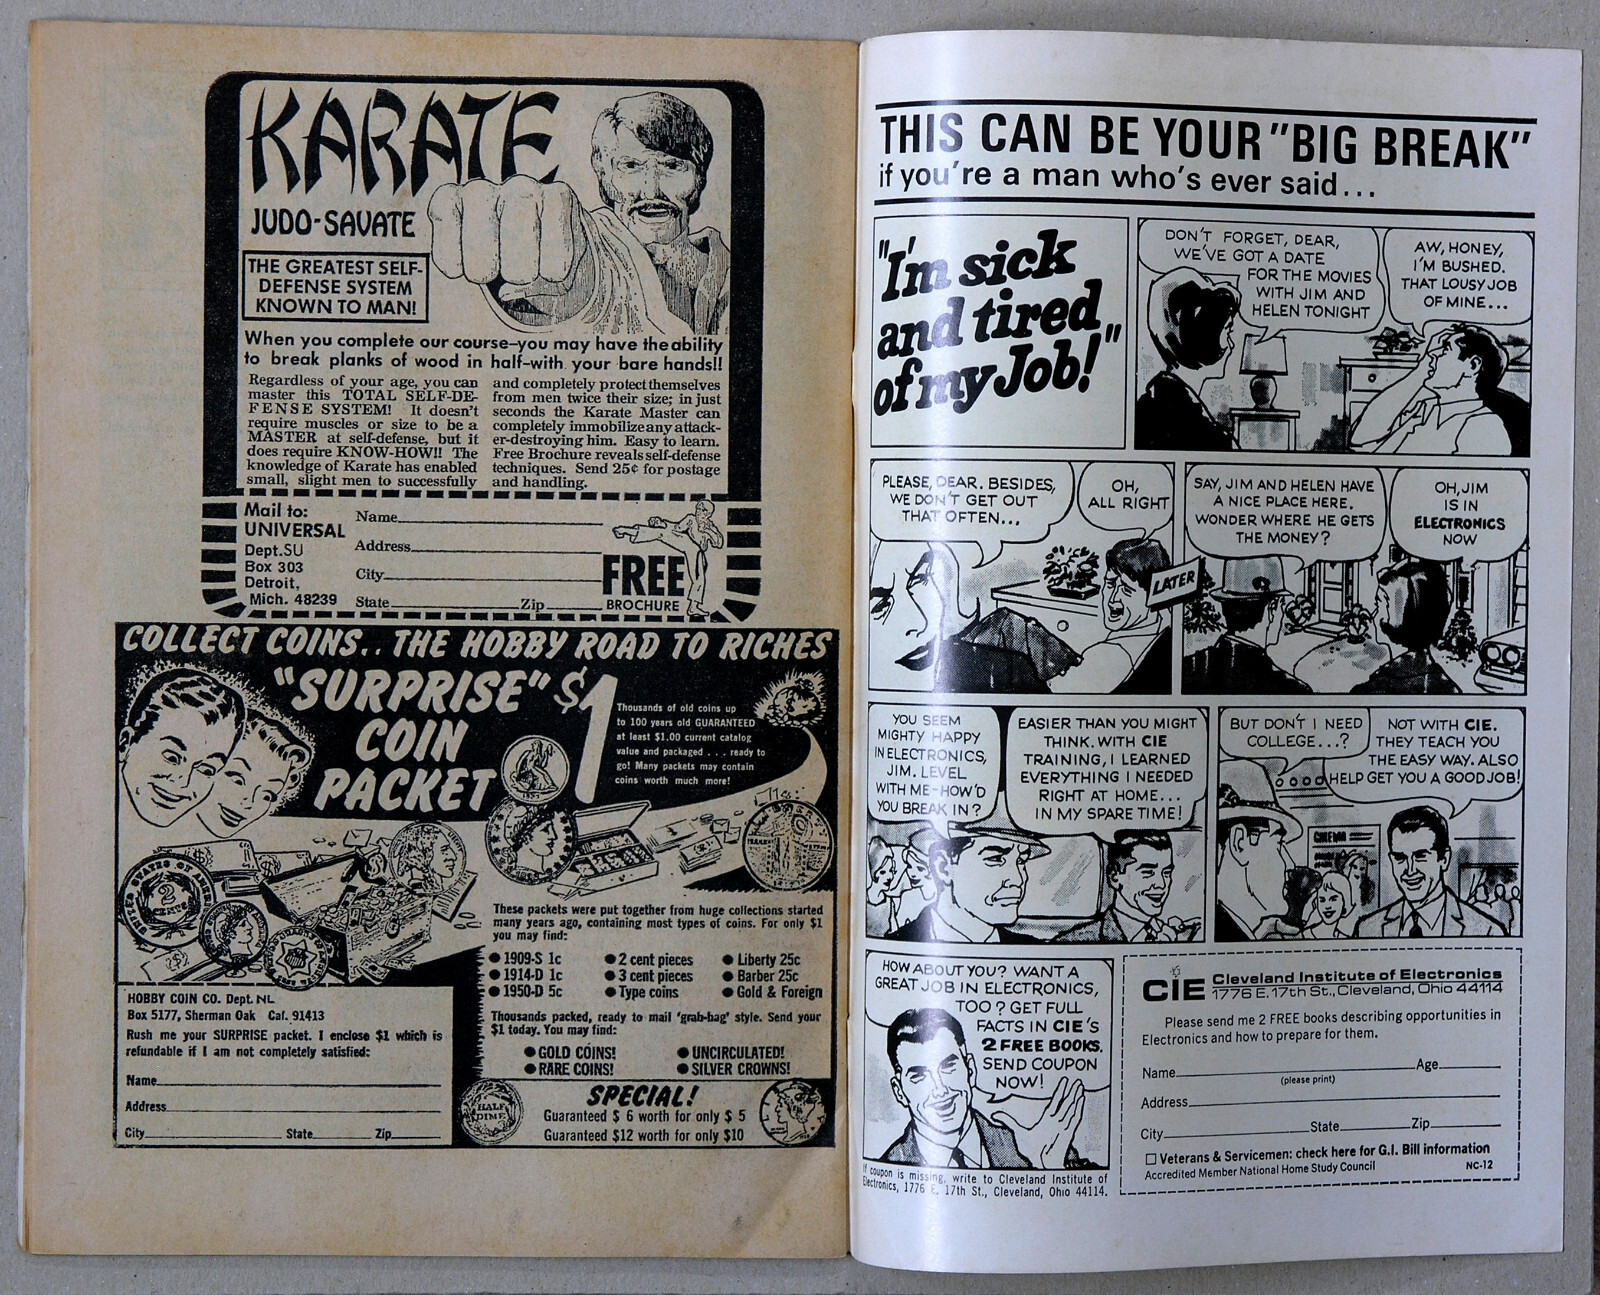 KARATE
JUDO-SAVATE
THE GREATEST SELF-
DEFENSE SYSTEM
KNOWN TO MAN!
When you complete our course-you may have the ability
to break planks of wood in half-with your bare hands!!
Regardless of your age, you can
master this TOTAL SELF-DE-
FENSE SYSTEM! It doesn't
require muscles or size to be a
MASTER at self-defense, but it
does require KNOW-HOW!! The
knowledge of Karate has enabled
small, slight men to successfully
and completely protect themselves
from men twice their size; in just
seconds the Karate Master can
completely immobilize any attack-
er-destroying him. Easy to learn.
Free Brochure reveals self-defense
techniques. Send 25¢ for postage
and handling.
Mail to:
UNIVERSAL
Dept.SU
Box 303
Detroit,
Mich. 48239
Name
Address
City
State Zip
FREE
BROCHURE
COLLECT COINS.. THE HOBBY ROAD TO RICHES
"SURPRISE" $1
COIN
PACKET
Thousands of old coins up
to 100 years old GUARANTEED
at least $1.00 current catalog
value and packaged . . . ready to
go! Many packets may contain
coins worth much more!
2
CENTS
These packets were put together from huge collections started
many years ago, containing most types of coins. For only $1
you may find:
● 1909-S 1c ● 2 cent pieces ● Liberty 25c
● 1914-D 1c ● 3 cent pieces ● Barber 25c
● 1950-D 5c ● Type coins ● Gold & Foreign
Thousands packed, ready to mail 'grab-bag' style. Send your
$1 today. You may find:
● GOLD COINS! ● UNCIRCULATED!
● RARE COINS! ● SILVER CROWNS!
HOBBY COIN CO. Dept. NL
Box 5177, Sherman Oak Cal. 91413
Rush me your SURPRISE packet. I enclose $1 which is
refundable if I am not completely satisfied:
Name
Address
City State Zip
HALF
DIME
SPECIAL!
Guaranteed $ 6 worth for only $ 5
Guaranteed $12 worth for only $10
THIS CAN BE YOUR "BIG BREAK"
if you're a man who's ever said...
"I'm sick
and tired
of my Job!"
DON'T FORGET, DEAR,
WE'VE GOT A DATE
FOR THE MOVIES
WITH JIM AND
HELEN TONIGHT
AW, HONEY,
I'M BUSHED.
THAT LOUSY JOB
OF MINE...
PLEASE, DEAR. BESIDES,
WE DON'T GET OUT
THAT OFTEN...
OH,
ALL RIGHT
LATER
SAY, JIM AND HELEN HAVE
A NICE PLACE HERE.
WONDER WHERE HE GETS
THE MONEY?
OH, JIM
IS IN
ELECTRONICS
NOW
YOU SEEM
MIGHTY HAPPY
IN ELECTRONICS,
JIM. LEVEL
WITH ME-HOW'D
YOU BREAK IN?
EASIER THAN YOU MIGHT
THINK. WITH CIE
TRAINING, I LEARNED
EVERYTHING I NEEDED
RIGHT AT HOME...
IN MY SPARE TIME!
BUT DON'T I NEED
COLLEGE...?
NOT WITH CIE.
THEY TEACH YOU
THE EASY WAY. ALSO
HELP GET YOU A GOOD JOB!
CINEMA
HOW ABOUT YOU? WANT A
GREAT JOB IN ELECTRONICS,
TOO? GET FULL
FACTS IN CIE'S
2 FREE BOOKS.
SEND COUPON
NOW!
If coupon is missing, write to Cleveland Institute of
Electronics, 1776 E. 17th St., Cleveland, Ohio 44114.
CIE Cleveland Institute of Electronics
1776 E. 17th St., Cleveland, Ohio 44114
Please send me 2 FREE books describing opportunities in
Electronics and how to prepare for them.
Name Age
(please print)
Address
City State Zip
□ Veterans & Servicemen: check here for G.I. Bill information
Accredited Member National Home Study Council NC-12